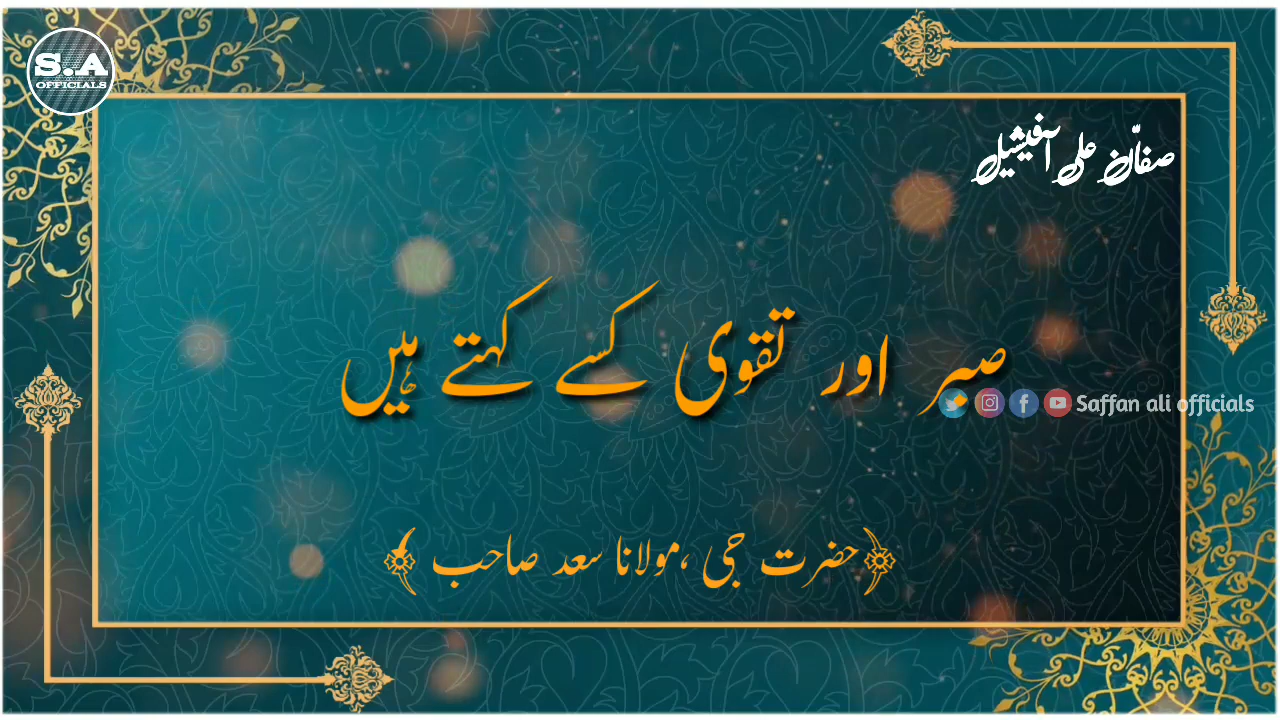 S.A
OFFICIALS
صفّان علی آفیشیل
صبر اور تقوی کسے کہتے ہیں
Saffan ali officials
﴿حضرت جی ،مولانا سعد صاحب ﴾